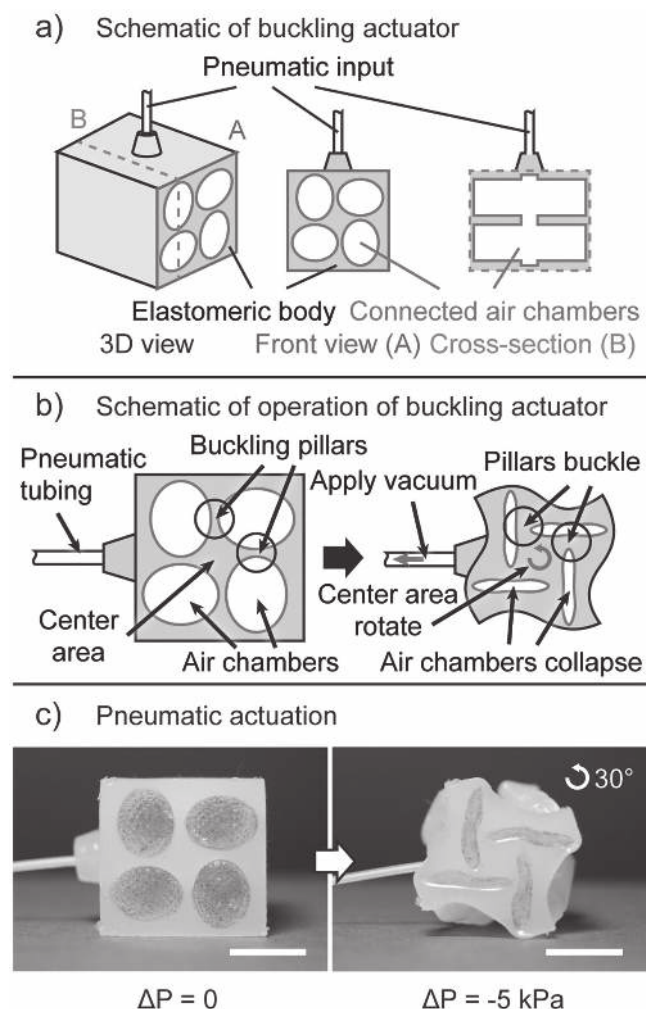 a) Schematic of buckling actuator
Pneumatic input
B
A
Elastomeric body
Connected air chambers
3D view
Front view (A)
Cross-section (B)
b) Schematic of operation of buckling actuator
Buckling pillars
Pneumatic
tubing
Apply vacuum
Pillars buckle
Center
area
Air chambers
Center area
rotate
Air chambers collapse
c) Pneumatic actuation
30°
ΔP = 0
ΔP = -5 kPa